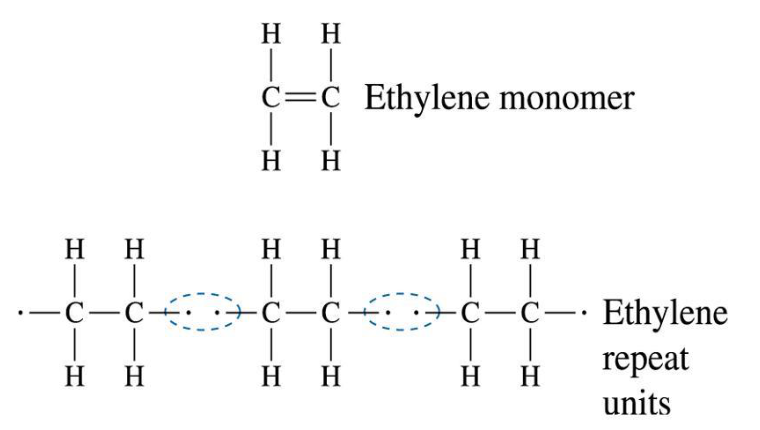 H H
C=C Ethylene monomer
H H
H H H H H H
·—C—C—· ·—C—C—· ·—C—C—· Ethylene
repeat
H H H H H H
units